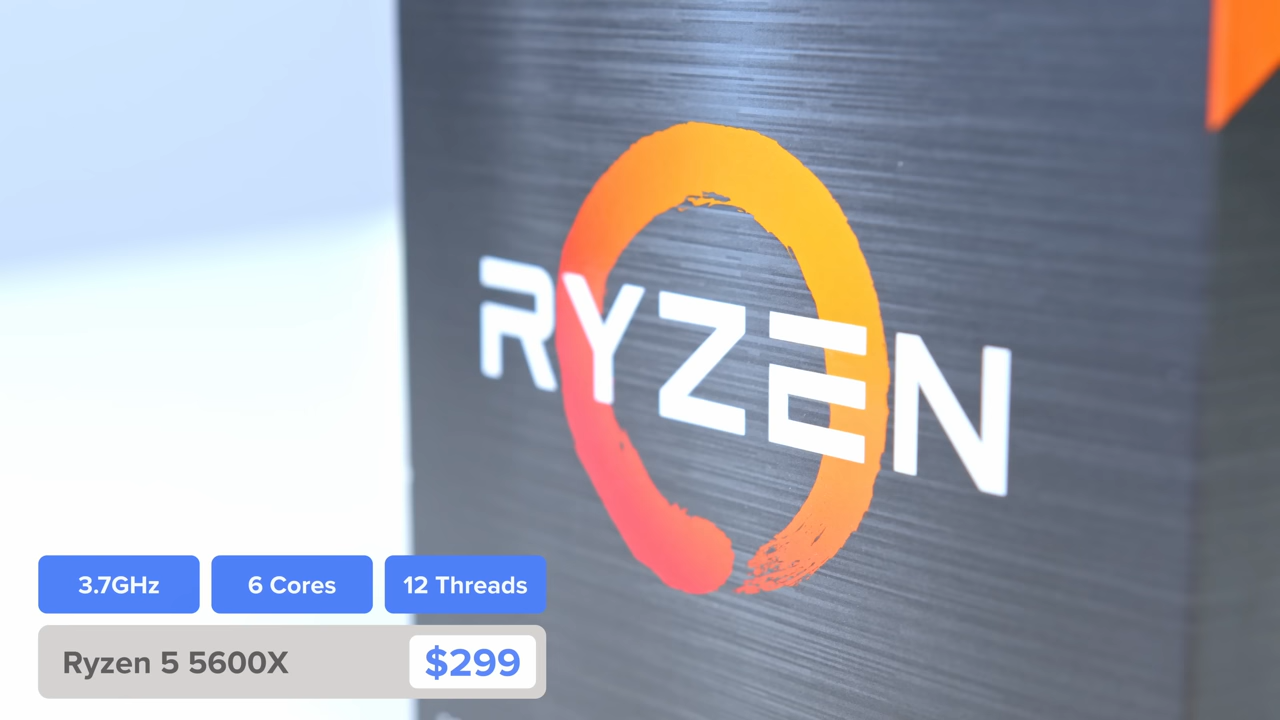 RYZEN
3.7GHz
6 Cores
12 Threads
Ryzen 5 5600X
$299